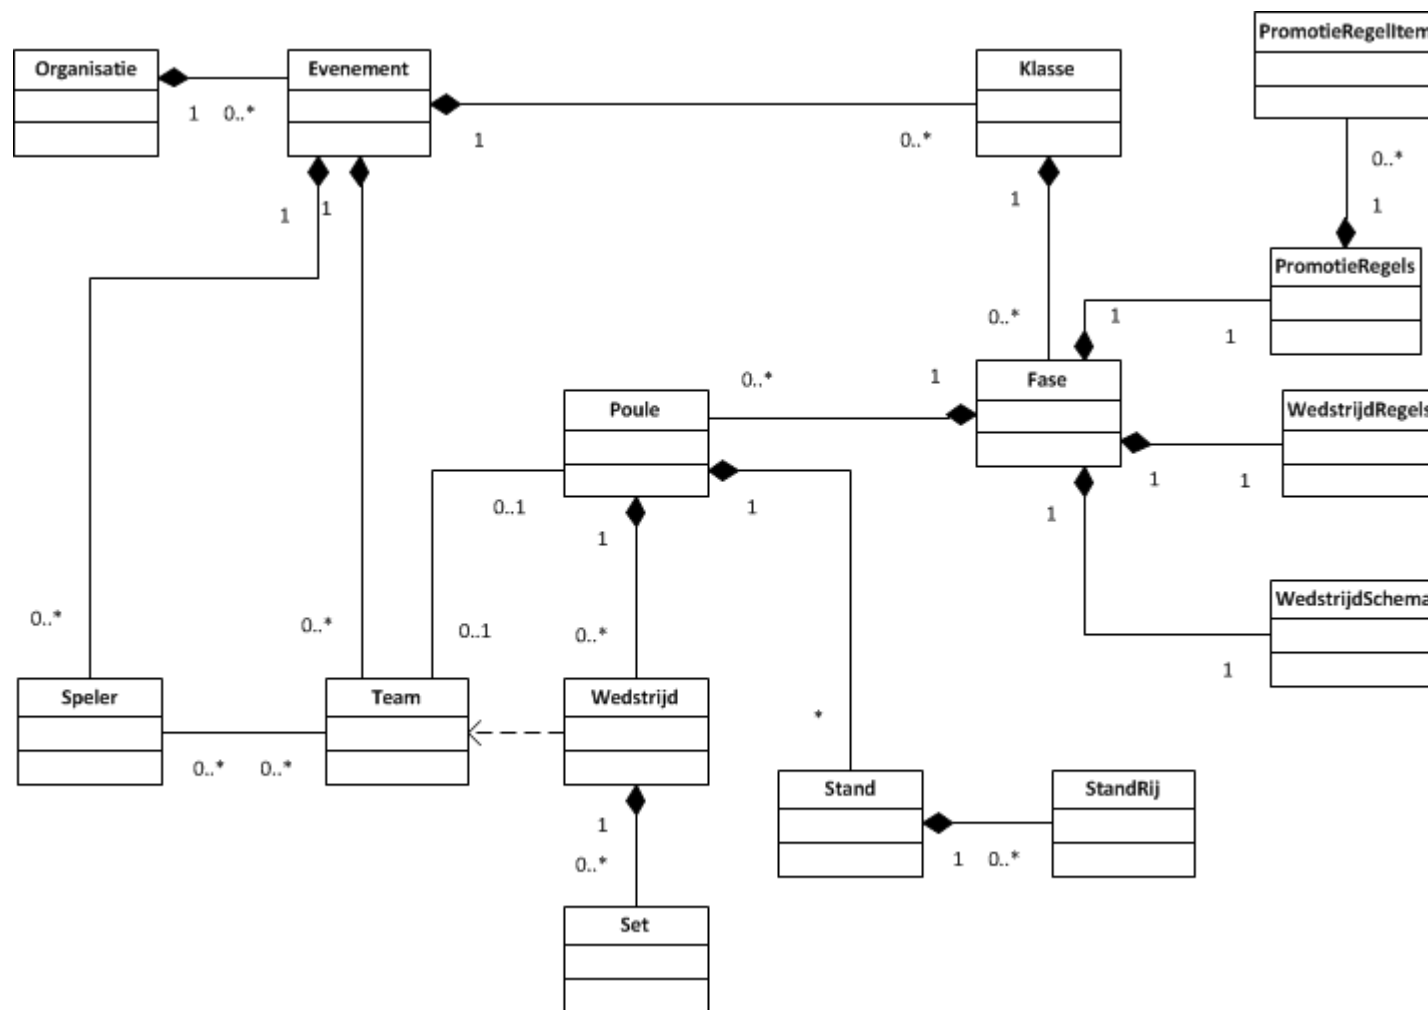 PromotieRegelItem
Organisatie
Evenement
Klasse
1
0..*
1
0..*
0..*
1
1
1
1
PromotieRegels
0..*
1
1
0..*
1
Fase
Poule
WedstrijdRegels
0..1
1
1
1
1
1
WedstrijdSchema
0..*
0..*
0..1
0..*
1
Speler
Team
Wedstrijd
*
0..*
0..*
Stand
StandRij
1
0..*
1
0..*
Set